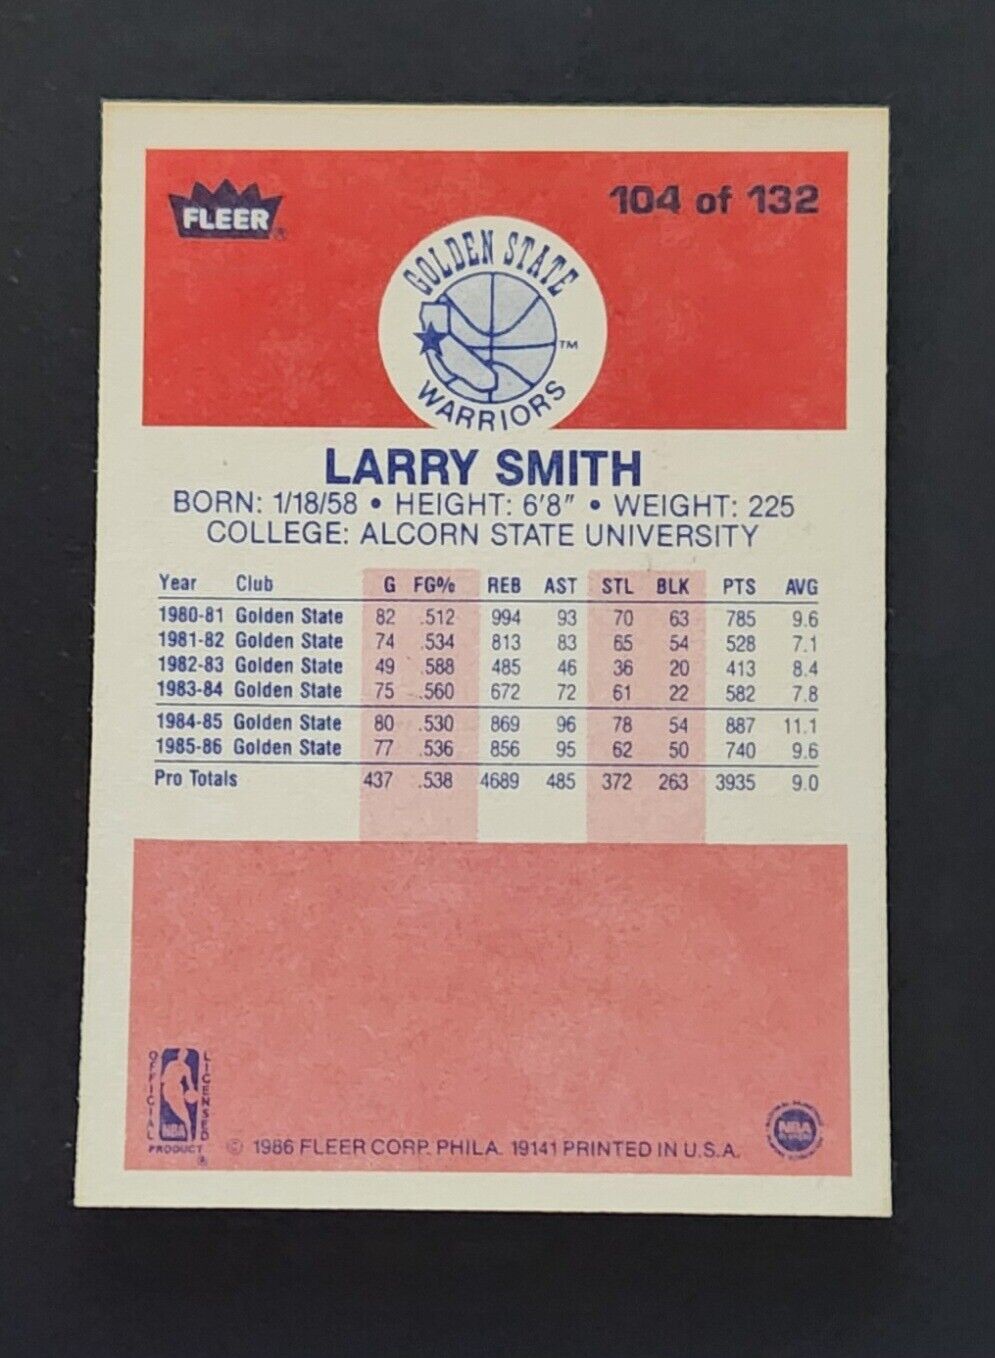 FLEER®
104 of 132
GOLDEN STATE
WARRIORS
TM
LARRY SMITH
BORN: 1/18/58 • HEIGHT: 6'8" • WEIGHT: 225
COLLEGE: ALCORN STATE UNIVERSITY
Year Club G FG% REB AST STL BLK PTS AVG
1980-81 Golden State 82 .512 994 93 70 63 785 9.6
1981-82 Golden State 74 .534 813 83 65 54 528 7.1
1982-83 Golden State 49 .588 485 46 36 20 413 8.4
1983-84 Golden State 75 .560 672 72 61 22 582 7.8
1984-85 Golden State 80 .530 869 96 78 54 887 11.1
1985-86 Golden State 77 .536 856 95 62 50 740 9.6
Pro Totals 437 .538 4689 485 372 263 3935 9.0
OFFICIAL
LICENSED
NBA
PRODUCT ®
© 1986 FLEER CORP. PHILA. 19141 PRINTED IN U.S.A.
NBA